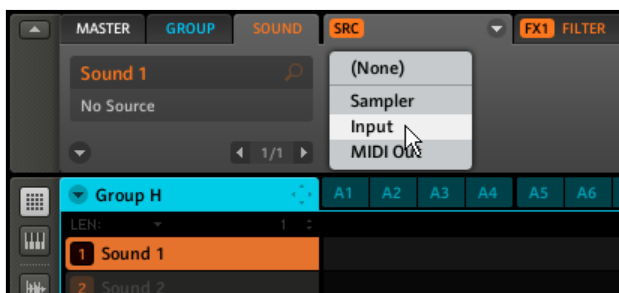 MASTER GROUP SOUND SRC FX1 FILTER
Sound 1
No Source
1/1
(None)
Sampler
Input
MIDI Out
Group H A1 A2 A3 A4 A5 A6
LEN: 1
1 Sound 1
2 Sound 2